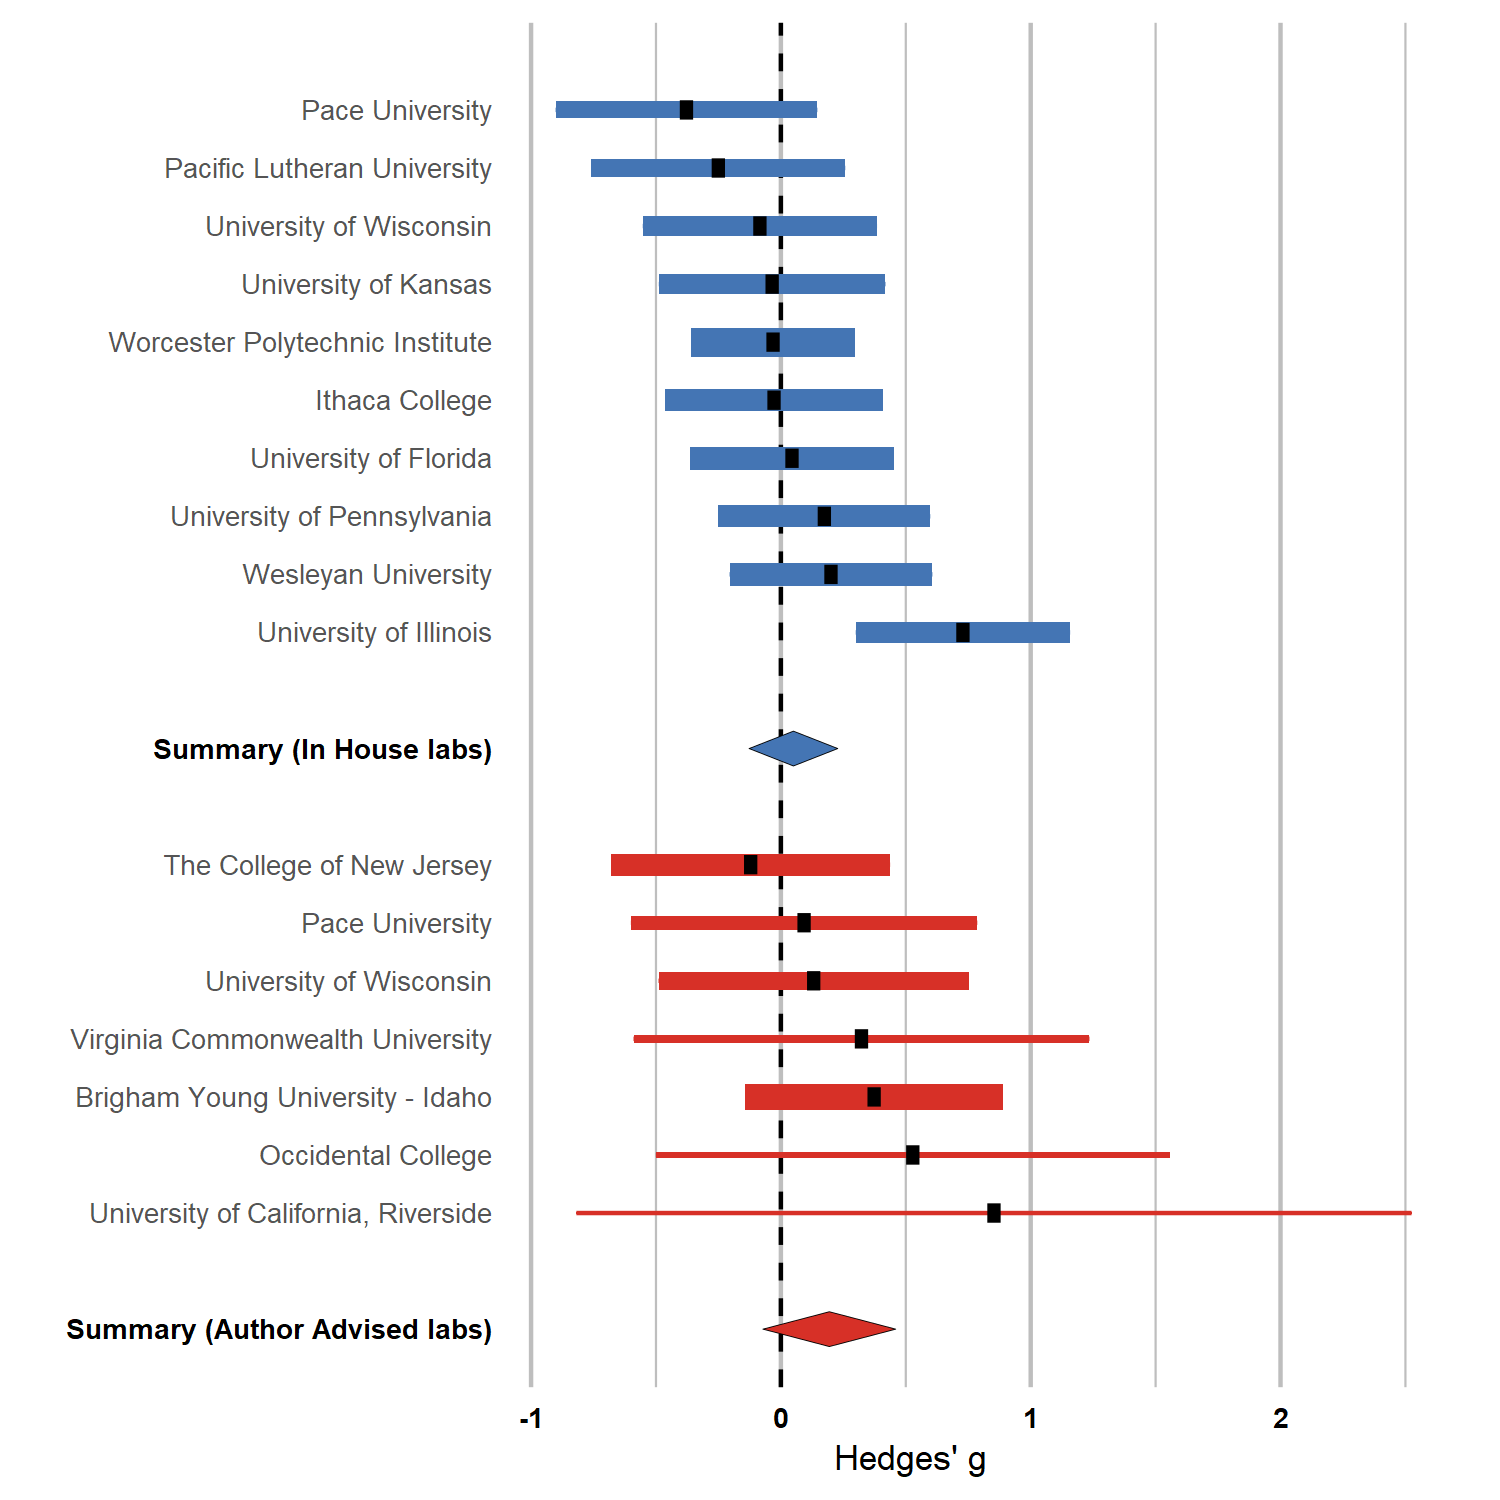 Pace University
Pacific Lutheran University
University of Wisconsin
University of Kansas
Worcester Polytechnic Institute
Ithaca College
University of Florida
University of Pennsylvania
Wesleyan University
University of Illinois
Summary (In House labs)
The College of New Jersey
Pace University
University of Wisconsin
Virginia Commonwealth University
Brigham Young University - Idaho
Occidental College
University of California, Riverside
Summary (Author Advised labs)
-1 0 1 2
Hedges' g